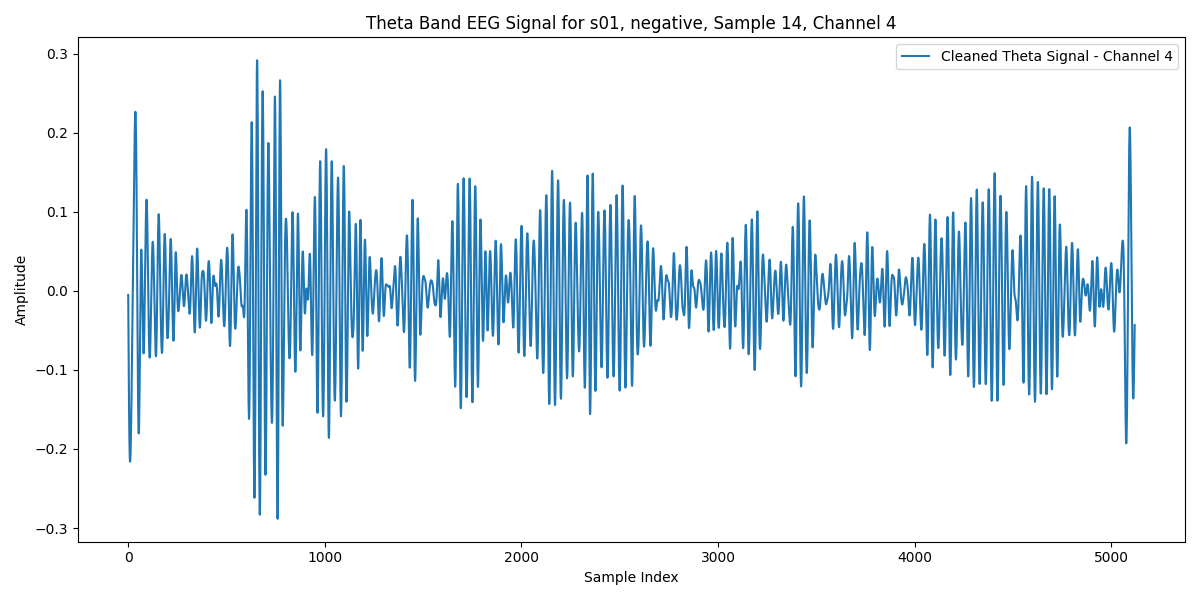 Theta Band EEG Signal for s01, negative, Sample 14, Channel 4
Cleaned Theta Signal - Channel 4
Amplitude
0.3
0.2
0.1
0.0
−0.1
−0.2
−0.3
0 1000 2000 3000 4000 5000
Sample Index